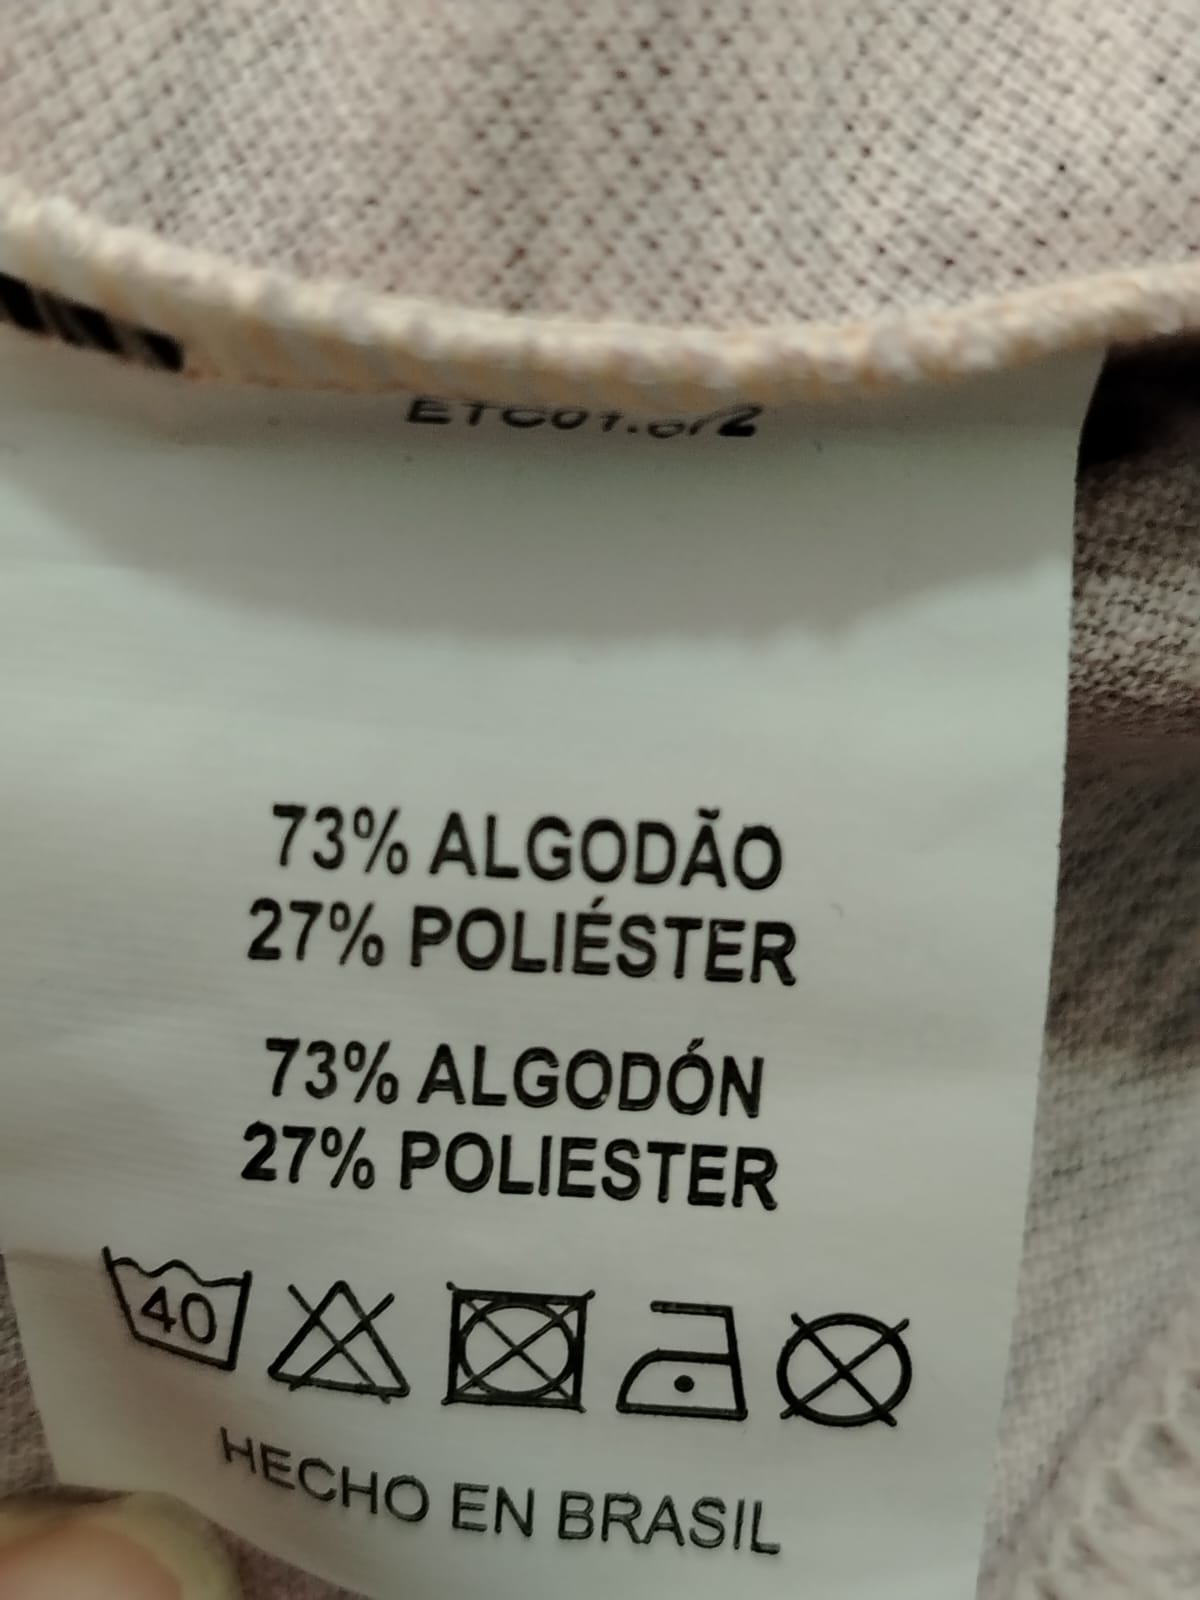 73% ALGODÃO
27% POLIÉSTER
73% ALGODÓN
27% POLIESTER
40
HECHO EN BRASIL